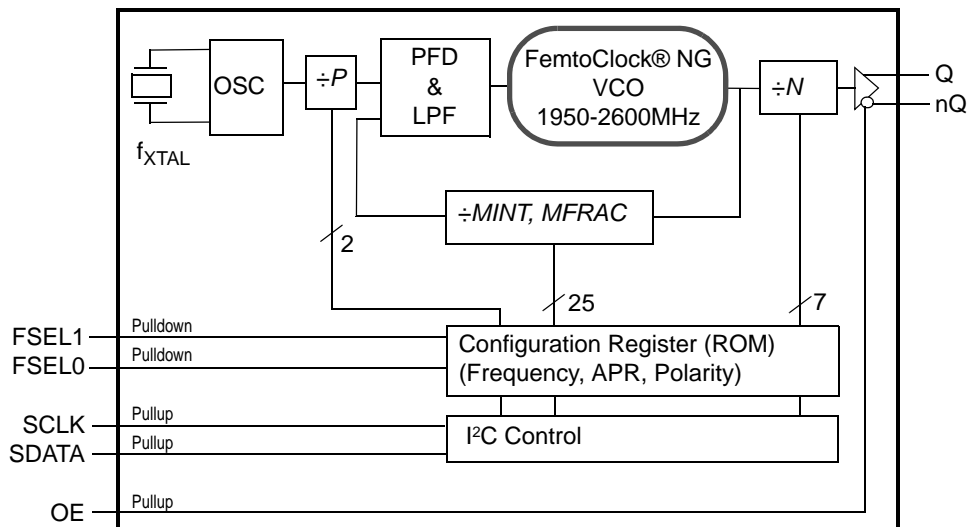 OSC
÷P
PFD
&
LPF
FemtoClock® NG
VCO
1950-2600MHz
÷N
Q
nQ
fXTAL
÷MINT, MFRAC
2
25
7
FSEL1
Pulldown
FSEL0
Pulldown
Configuration Register (ROM)
(Frequency, APR, Polarity)
SCLK
Pullup
SDATA
Pullup
I²C Control
OE
Pullup